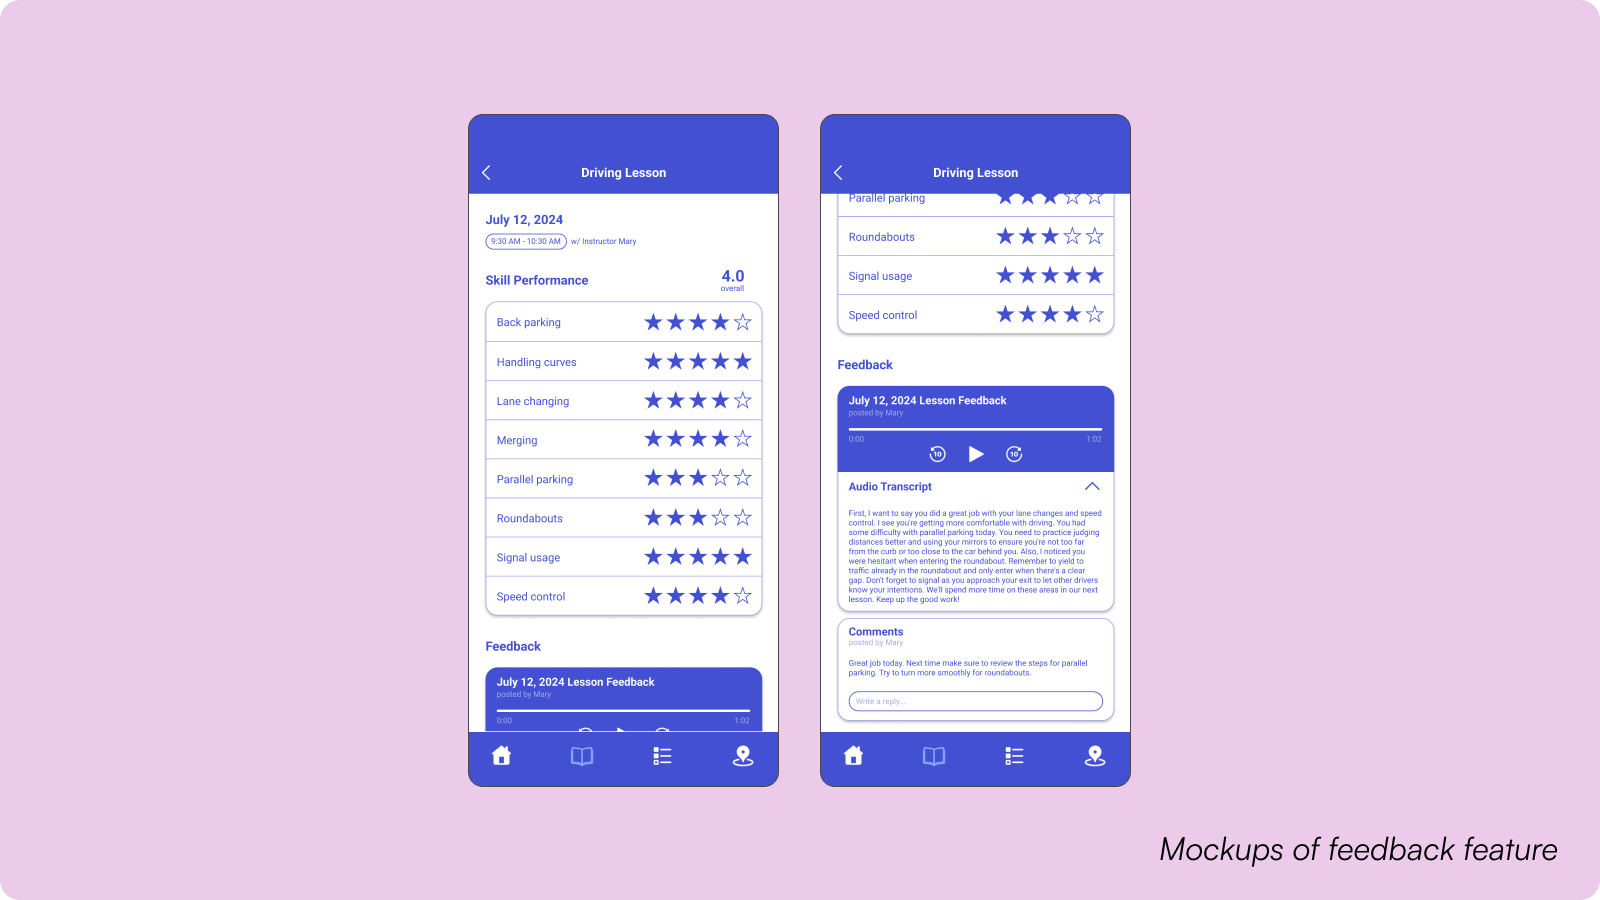 Driving Lesson
July 12, 2024
9:30 AM - 10:30 AM w/ Instructor Mary
Skill Performance
4.0
overall
Back parking
Handling curves
Lane changing
Merging
Parallel parking
Roundabouts
Signal usage
Speed control
Feedback
July 12, 2024 Lesson Feedback
posted by Mary
0:00 1:02
Driving Lesson
Parallel parking
Roundabouts
Signal usage
Speed control
Feedback
July 12, 2024 Lesson Feedback
posted by Mary
0:00 1:02
10 10
Audio Transcript
First, I want to say you did a great job with your lane changes and speed
control. I see you're getting more comfortable with driving. You had
some difficulty with parallel parking today. You need to practice judging
distances better and using your mirrors to ensure you're not too far
from the curb or too close to the car behind you. Also, I noticed you
were hesitant when entering the roundabout. Remember to yield to
traffic already in the roundabout and only enter when there's a clear
gap. Don't forget to signal as you approach your exit to let other drivers
know your intentions. We'll spend more time on these areas in our next
lesson. Keep up the good work!
Comments
posted by Mary
Great job today. Next time make sure to review the steps for parallel
parking. Try to turn more smoothly for roundabouts.
Write a reply...
Mockups of feedback feature